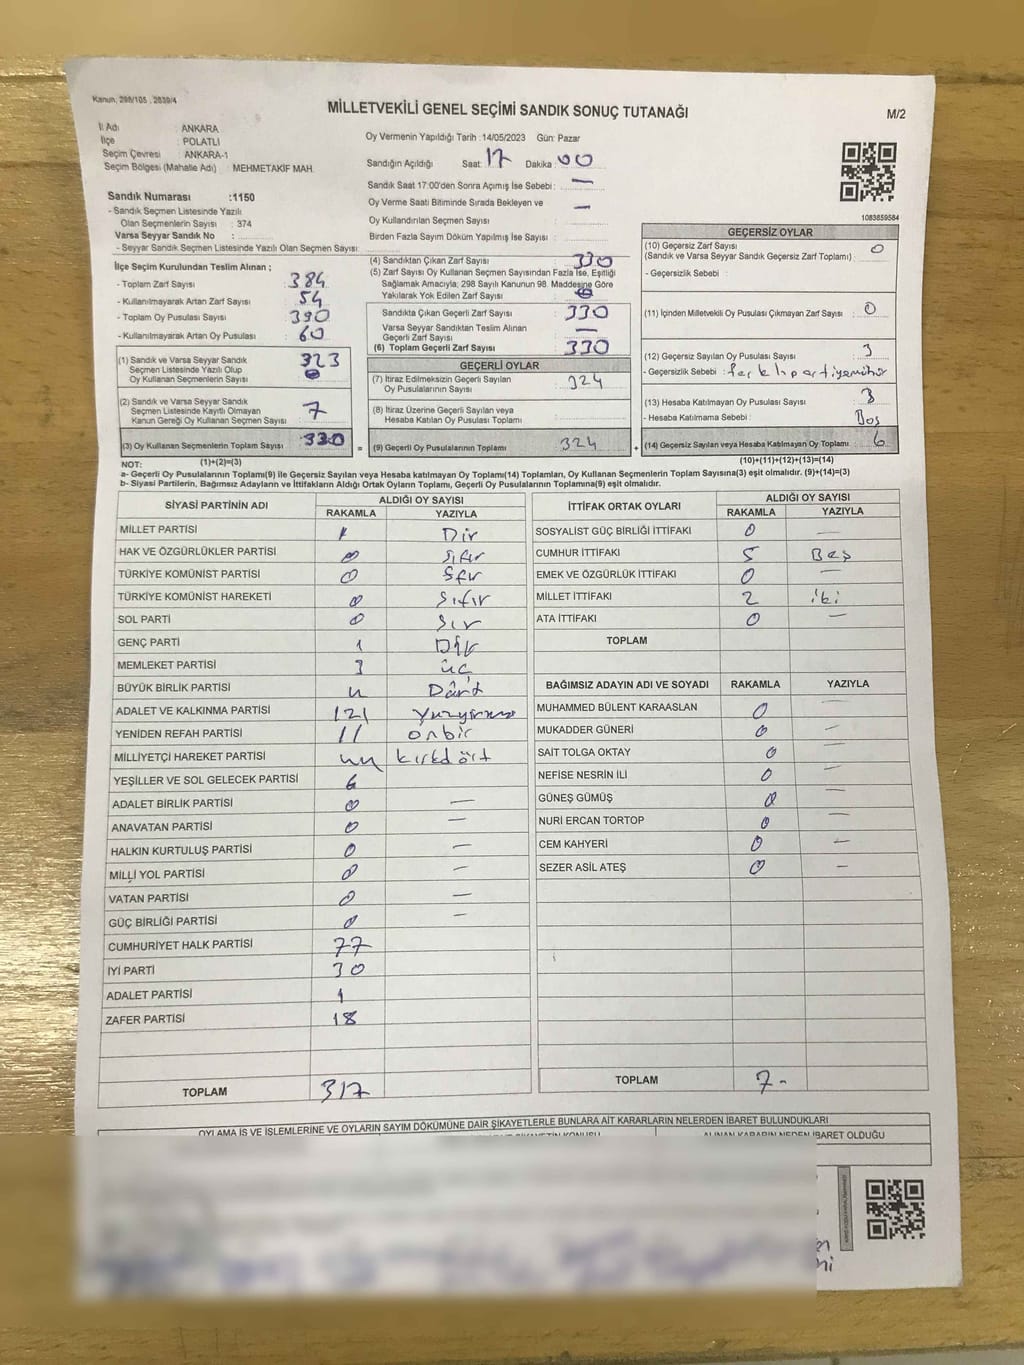 Kanun, 298/105 , 2839/4
MİLLETVEKİLİ GENEL SEÇİMİ SANDIK SONUÇ TUTANAĞI
M/2
İl Adı : ANKARA
İlçe : POLATLI
Seçim Çevresi : ANKARA-1
Seçim Bölgesi (Mahalle Adı) : MEHMETAKİF MAH.
Oy Vermenin Yapıldığı Tarih :14/05/2023 Gün: Pazar
Sandığın Açıldığı Saat: 17 Dakika : 00
Sandık Saat 17:00'den Sonra Açımış İse Sebebi : —
Oy Verme Saati Bitiminde Sırada Bekleyen ve —
Oy Kullandırılan Seçmen Sayısı :
Birden Fazla Sayım Döküm Yapılmış İse Sayısı :
1083659584
Sandık Numarası :1150
- Sandık Seçmen Listesinde Yazılı
Olan Seçmenlerin Sayısı : 374
Varsa Seyyar Sandık No :
- Seyyar Sandık Seçmen Listesinde Yazılı Olan Seçmen Sayısı:
İlçe Seçim Kurulundan Teslim Alınan ;
- Toplam Zarf Sayısı : 384
- Kullanılmayarak Artan Zarf Sayısı : 54
- Toplam Oy Pusulası Sayısı : 390
- Kullanılmayarak Artan Oy Pusulası : 60
(1) Sandık ve Varsa Seyyar Sandık
Seçmen Listesinde Yazılı Olup
Oy Kullanan Seçmenlerin Sayısı : 323
(2) Sandık ve Varsa Seyyar Sandık
Seçmen Listesinde Kayıtlı Olmayan
Kanun Gereği Oy Kullanan Seçmen Sayısı : 7
(3) Oy Kullanan Seçmenlerin Toplam Sayısı : 330
(4) Sandıktan Çıkan Zarf Sayısı : 330
(5) Zarf Sayısı Oy Kullanan Seçmen Sayısından Fazla İse, Eşitliği
Sağlamak Amacıyla; 298 Sayılı Kanunun 98. Maddesine Göre
Yakılarak Yok Edilen Zarf Sayısı :
Sandıkta Çıkan Geçerli Zarf Sayısı : 330
Varsa Seyyar Sandıktan Teslim Alınan
Geçerli Zarf Sayısı : —
(6) Toplam Geçerli Zarf Sayısı : 330
GEÇERLİ OYLAR
(7) İtiraz Edilmeksizin Geçerli Sayılan
Oy Pusulalarının Sayısı : 324
(8) İtiraz Üzerine Geçerli Sayılan veya
Hesaba Katılan Oy Pusulası Toplamı :
= (9) Geçerli Oy Pusulalarının Toplamı : 324
GEÇERSİZ OYLAR
(10) Geçersiz Zarf Sayısı
(Sandık ve Varsa Seyyar Sandık Geçersiz Zarf Toplamı) : 0
- Geçersizlik Sebebi :
(11) İçinden Milletvekili Oy Pusulası Çıkmayan Zarf Sayısı : 0
(12) Geçersiz Sayılan Oy Pusulası Sayısı : 3
- Geçersizlik Sebebi :
(13) Hesaba Katılmayan Oy Pusulası Sayısı : 3
- Hesaba Katılmama Sebebi : Boş
+ (14) Geçersiz Sayılan veya Hesaba Katılmayan Oy Toplamı : 6
NOT: (1)+(2)=(3) (10)+(11)+(12)+(13)=(14)
a- Geçerli Oy Pusulalarının Toplamı(9) ile Geçersiz Sayılan veya Hesaba katılmayan Oy Toplamı(14) Toplamları, Oy Kullanan Seçmenlerin Toplam Sayısına(3) eşit olmalıdır. (9)+(14)=(3)
b- Siyasi Partilerin, Bağımsız Adayların ve İttifakların Aldığı Ortak Oyların Toplamı, Geçerli Oy Pusulalarının Toplamına(9) eşit olmalıdır.
SİYASİ PARTİNİN ADI ALDIĞI OY SAYISI
RAKAMLA YAZIYLA
MİLLET PARTİSİ 1 Bir
HAK VE ÖZGÜRLÜKLER PARTİSİ 0 Sıfır
TÜRKİYE KOMÜNİST PARTİSİ 0 Sfır
TÜRKİYE KOMÜNİST HAREKETİ 0 Sıfır
SOL PARTİ 0
GENÇ PARTİ 1 Bir
MEMLEKET PARTİSİ 3 üç
BÜYÜK BİRLİK PARTİSİ 4 Dört
ADALET VE KALKINMA PARTİSİ 121
YENİDEN REFAH PARTİSİ 11 onbir
MİLLİYETÇİ HAREKET PARTİSİ 44 kırkdört
YEŞİLLER VE SOL GELECEK PARTİSİ 6
ADALET BİRLİK PARTİSİ 0 —
ANAVATAN PARTİSİ 0 —
HALKIN KURTULUŞ PARTİSİ 0 —
MİLLİ YOL PARTİSİ 0 —
VATAN PARTİSİ 0 —
GÜÇ BİRLİĞİ PARTİSİ 0 —
CUMHURİYET HALK PARTİSİ 77
İYİ PARTİ 30
ADALET PARTİSİ 1
ZAFER PARTİSİ 18
TOPLAM 317
İTTİFAK ORTAK OYLARI ALDIĞI OY SAYISI
RAKAMLA YAZIYLA
SOSYALİST GÜÇ BİRLİĞİ İTTİFAKI 0 —
CUMHUR İTTİFAKI 5 Beş
EMEK VE ÖZGÜRLÜK İTTİFAKI 0 —
MİLLET İTTİFAKI 2 iki
ATA İTTİFAKI 0 —
TOPLAM
BAĞIMSIZ ADAYIN ADI VE SOYADI RAKAMLA YAZIYLA
MUHAMMED BÜLENT KARAASLAN 0 —
MUKADDER GÜNERİ 0 —
SAİT TOLGA OKTAY 0 —
NEFİSE NESRİN İLİ 0 —
GÜNEŞ GÜMÜŞ 0 —
NURİ ERCAN TORTOP 0 —
CEM KAHYERİ 0 —
SEZER ASİL ATEŞ 0 —
TOPLAM 7-
OYLAMA İŞ VE İŞLEMLERİNE VE OYLARIN SAYIM DÖKÜMÜNE DAİR ŞİKAYETLERLE BUNLARA AİT KARARLARIN NELERDEN İBARET BULUNDUKLARI
ALINAN KARARIN NEDEN İBARET OLDUĞU